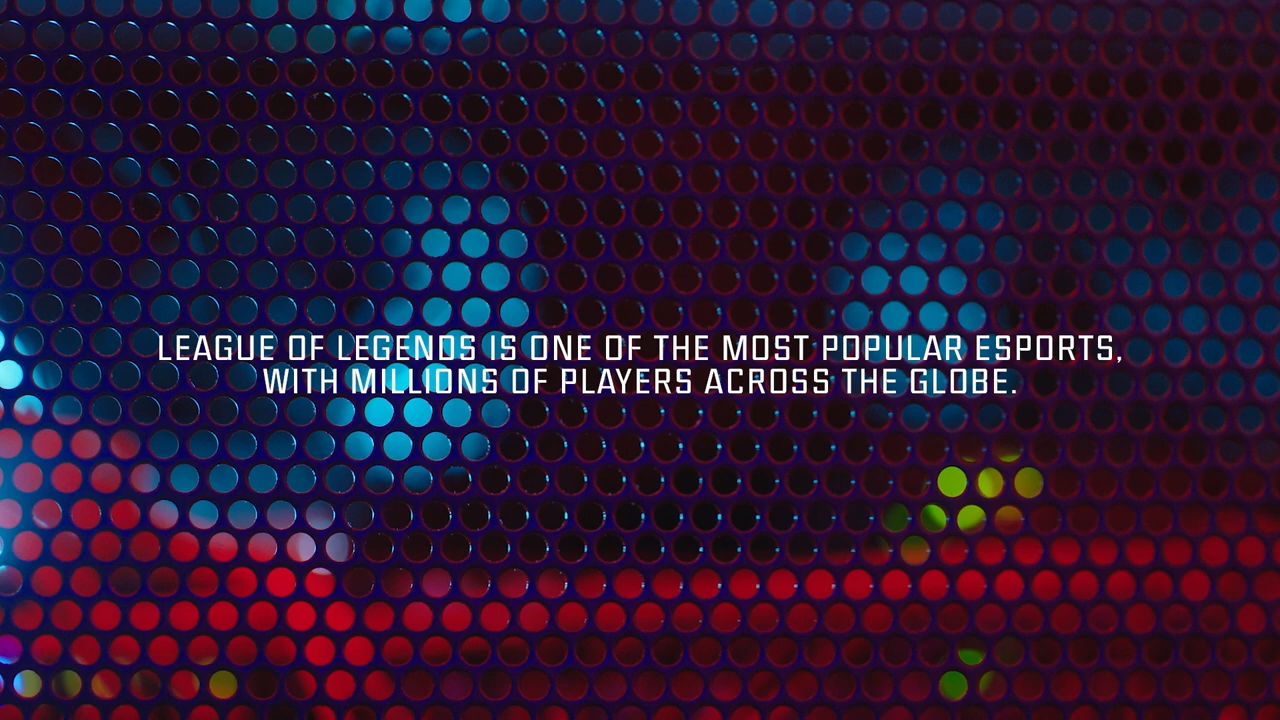 LEAGUE OF LEGENDS IS ONE OF THE MOST POPULAR ESPORTS,
WITH MILLIONS OF PLAYERS ACROSS THE GLOBE.